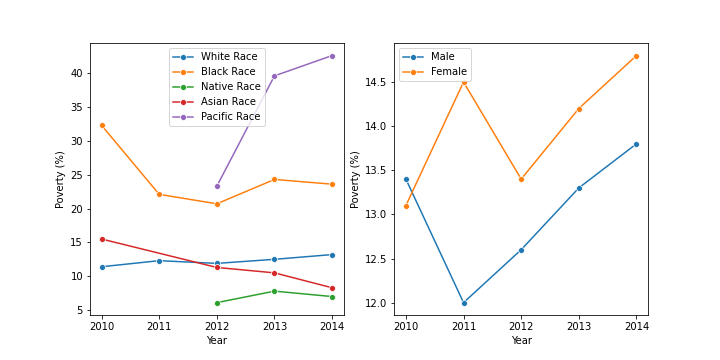 White Race
Black Race
Native Race
Asian Race
Pacific Race
40
35
30
25
20
15
10
5
Poverty (%)
2010 2011 2012 2013 2014
Year
Male
Female
14.5
14.0
13.5
13.0
12.5
12.0
Poverty (%)
2010 2011 2012 2013 2014
Year